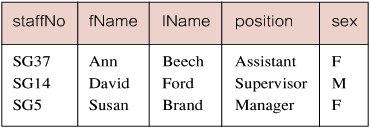 staffNo fName lName position sex
SG37 Ann Beech Assistant F
SG14 David Ford Supervisor M
SG5 Susan Brand Manager F